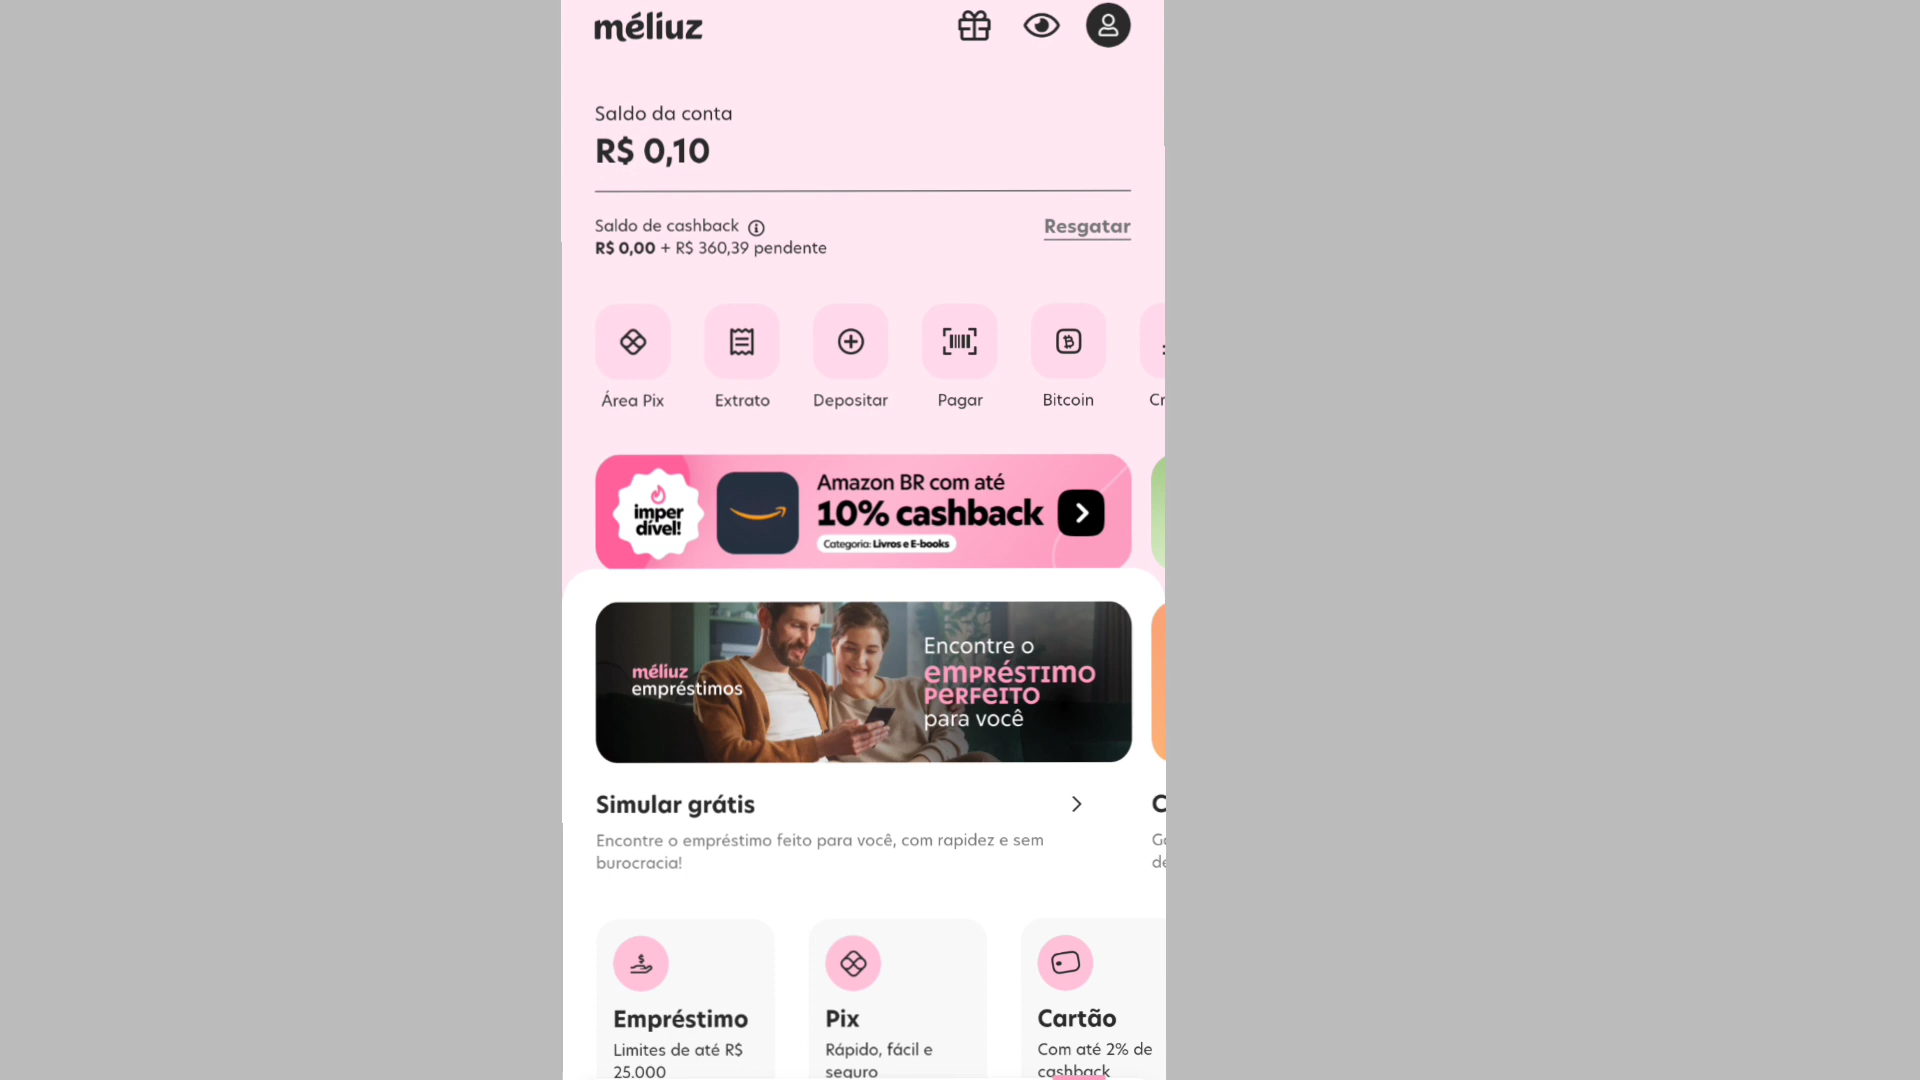 méliuz
Saldo da conta
R$ 0,10
Saldo de cashback
Resgatar
R$ 0,00 + R$ 360,39 pendente
Área Pix
Extrato
Depositar
Pagar
Bitcoin
Cr
imper
dível!
Amazon BR com até
10% cashback
Categoria: Livros e E-books
méliuz
empréstimos
Encontre o
empréstimo
perfeito
para você
Simular grátis
C
Encontre o empréstimo feito para você, com rapidez e sem
burocracia!
Ga
de
Empréstimo
Limites de até R$
25.000
Pix
Rápido, fácil e
seguro
Cartão
Com até 2% de
cashback